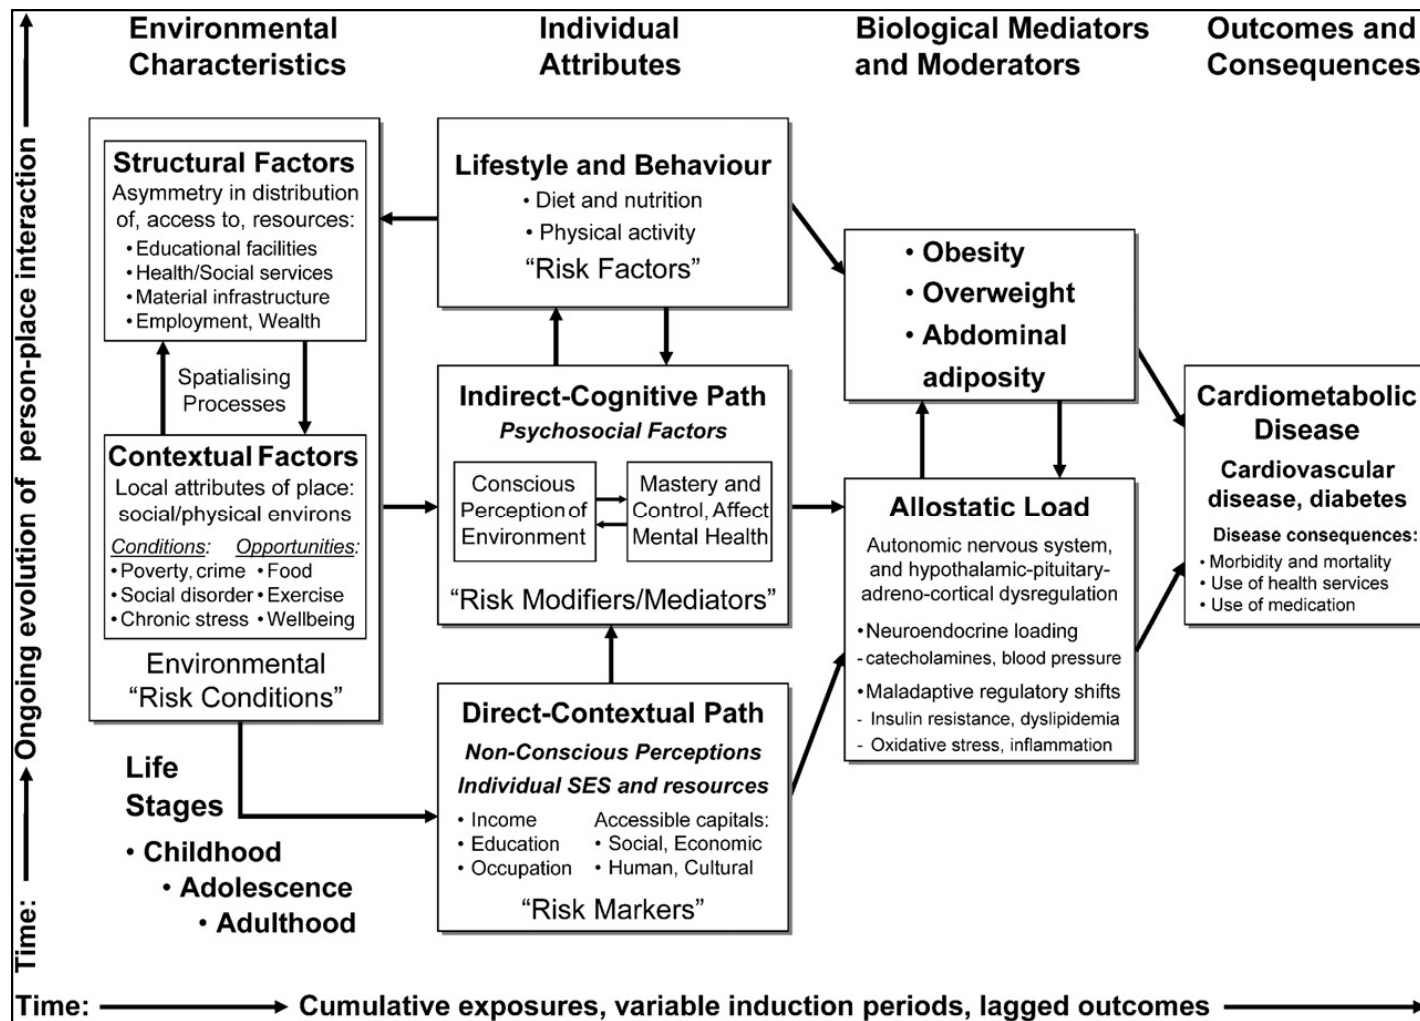 Environmental
Characteristics
Individual
Attributes
Biological Mediators
and Moderators
Outcomes and
Consequences
Time: Ongoing evolution of person-place interaction
Structural Factors
Asymmetry in distribution
of, access to, resources:
• Educational facilities
• Health/Social services
• Material infrastructure
• Employment, Wealth
Spatialising
Processes
Contextual Factors
Local attributes of place:
social/physical environs
Conditions: Opportunities:
• Poverty, crime • Food
• Social disorder • Exercise
• Chronic stress • Wellbeing
Environmental
“Risk Conditions”
Life
Stages
• Childhood
• Adolescence
• Adulthood
Lifestyle and Behaviour
• Diet and nutrition
• Physical activity
“Risk Factors”
Indirect-Cognitive Path
Psychosocial Factors
Conscious
Perception of
Environment
Mastery and
Control, Affect
Mental Health
“Risk Modifiers/Mediators”
Direct-Contextual Path
Non-Conscious Perceptions
Individual SES and resources
• Income Accessible capitals:
• Education • Social, Economic
• Occupation • Human, Cultural
“Risk Markers”
• Obesity
• Overweight
• Abdominal
adiposity
Allostatic Load
Autonomic nervous system,
and hypothalamic-pituitary-
adreno-cortical dysregulation
• Neuroendocrine loading
- catecholamines, blood pressure
• Maladaptive regulatory shifts
- Insulin resistance, dyslipidemia
- Oxidative stress, inflammation
Cardiometabolic
Disease
Cardiovascular
disease, diabetes
Disease consequences:
• Morbidity and mortality
• Use of health services
• Use of medication
Time: Cumulative exposures, variable induction periods, lagged outcomes